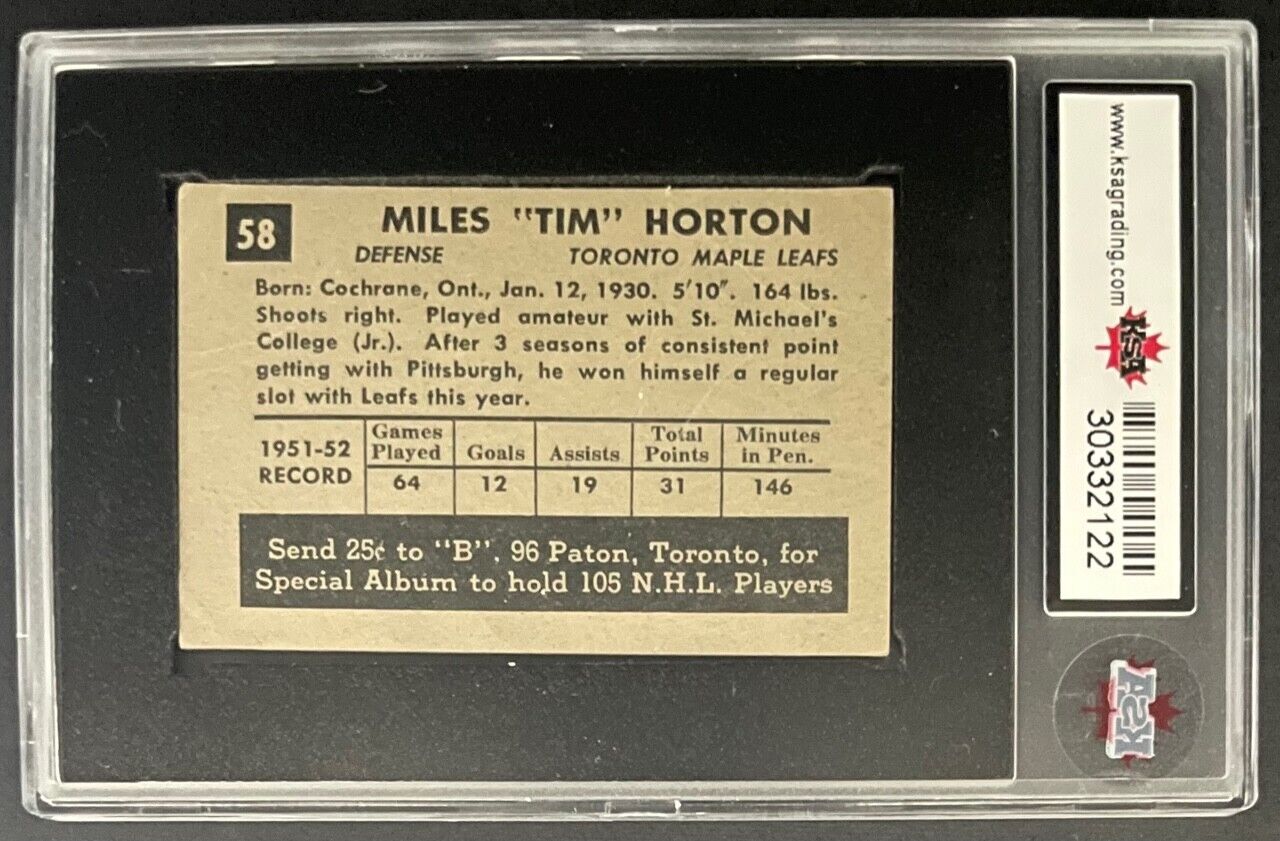 58
MILES "TIM" HORTON
DEFENSE TORONTO MAPLE LEAFS
Born: Cochrane, Ont., Jan. 12, 1930. 5'10". 164 lbs.
Shoots right. Played amateur with St. Michael's
College (Jr.). After 3 seasons of consistent point
getting with Pittsburgh, he won himself a regular
slot with Leafs this year.
1951-52 RECORD
Games Played Goals Assists Total Points Minutes in Pen.
64 12 19 31 146
Send 25¢ to "B", 96 Paton, Toronto, for
Special Album to hold 105 N.H.L. Players
www.ksagrading.com
KSA
30332122
KSA